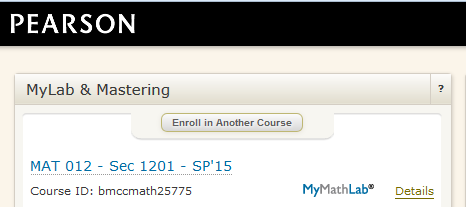 PEARSON
MyLab & Mastering ?
Enroll in Another Course
MAT 012 - Sec 1201 - SP'15
Course ID: bmccmath25775 MyMathLab® Details